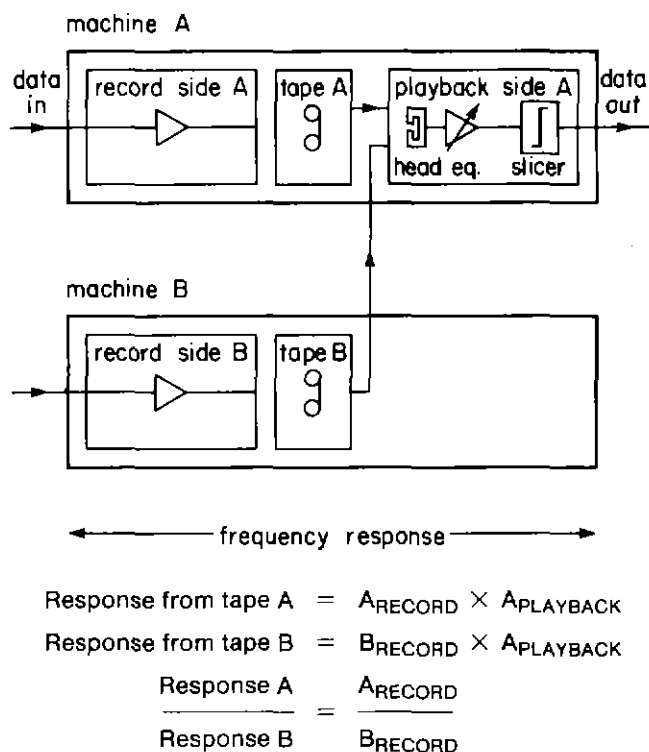 machine A
data in
record side A
tape A
playback side A
data out
head eq. slicer
machine B
record side B
tape B
frequency response
Response from tape A = A_RECORD × A_PLAYBACK
Response from tape B = B_RECORD × A_PLAYBACK
Response A / Response B = A_RECORD / B_RECORD